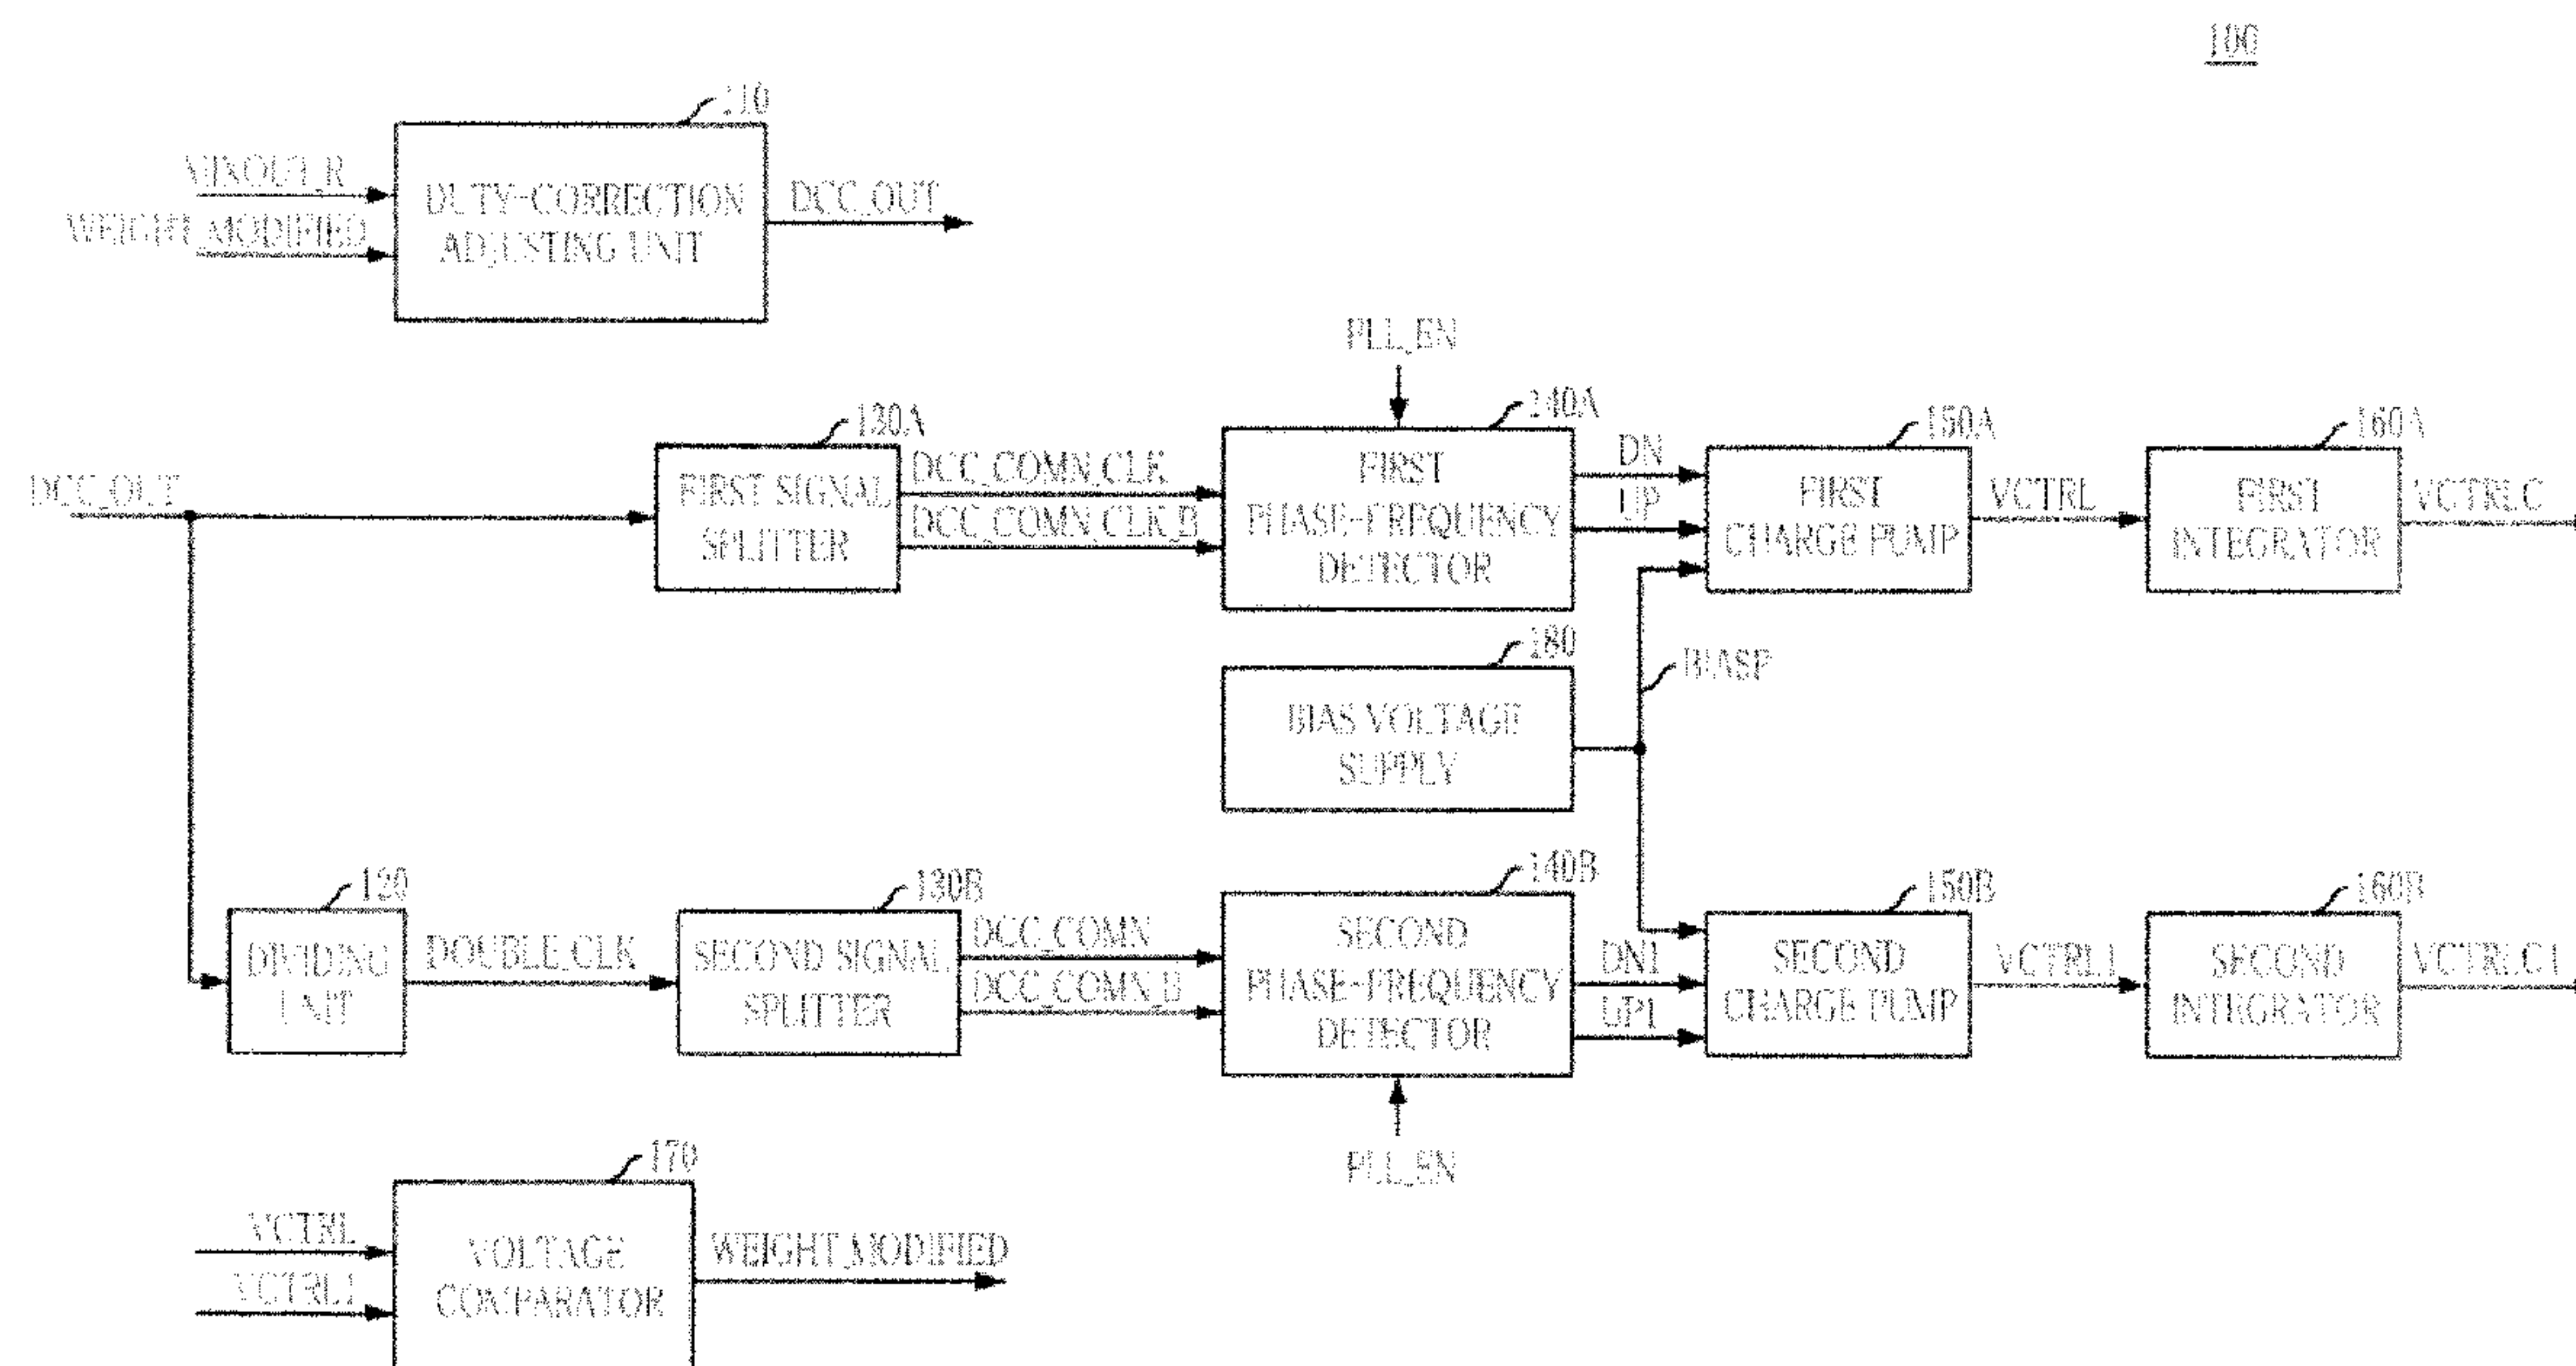 100
110
MIXOUT_R
WEIGHT_MODIFIED
DUTY-CORRECTION
ADJUSTING UNIT
DCC_OUT
PLL_EN
DCC_OUT
130A
FIRST SIGNAL
SPLITTER
DCC_COMN_CLK
DCC_COMN_CLK_B
140A
FIRST
PHASE-FREQUENCY
DETECTOR
DN
UP
150A
FIRST
CHARGE PUMP
VCTRL
160A
FIRST
INTEGRATOR
VCTRLC
180
BIAS VOLTAGE
SUPPLY
BIASP
120
DIVIDING
UNIT
DOUBLE_CLK
130B
SECOND SIGNAL
SPLITTER
DCC_COMN
DCC_COMN_B
140B
SECOND
PHASE-FREQUENCY
DETECTOR
DN1
UP1
150B
SECOND
CHARGE PUMP
VCTRL1
160B
SECOND
INTEGRATOR
VCTRLC1
PLL_EN
170
VCTRL
VCTRL1
VOLTAGE
COMPARATOR
WEIGHT_MODIFIED